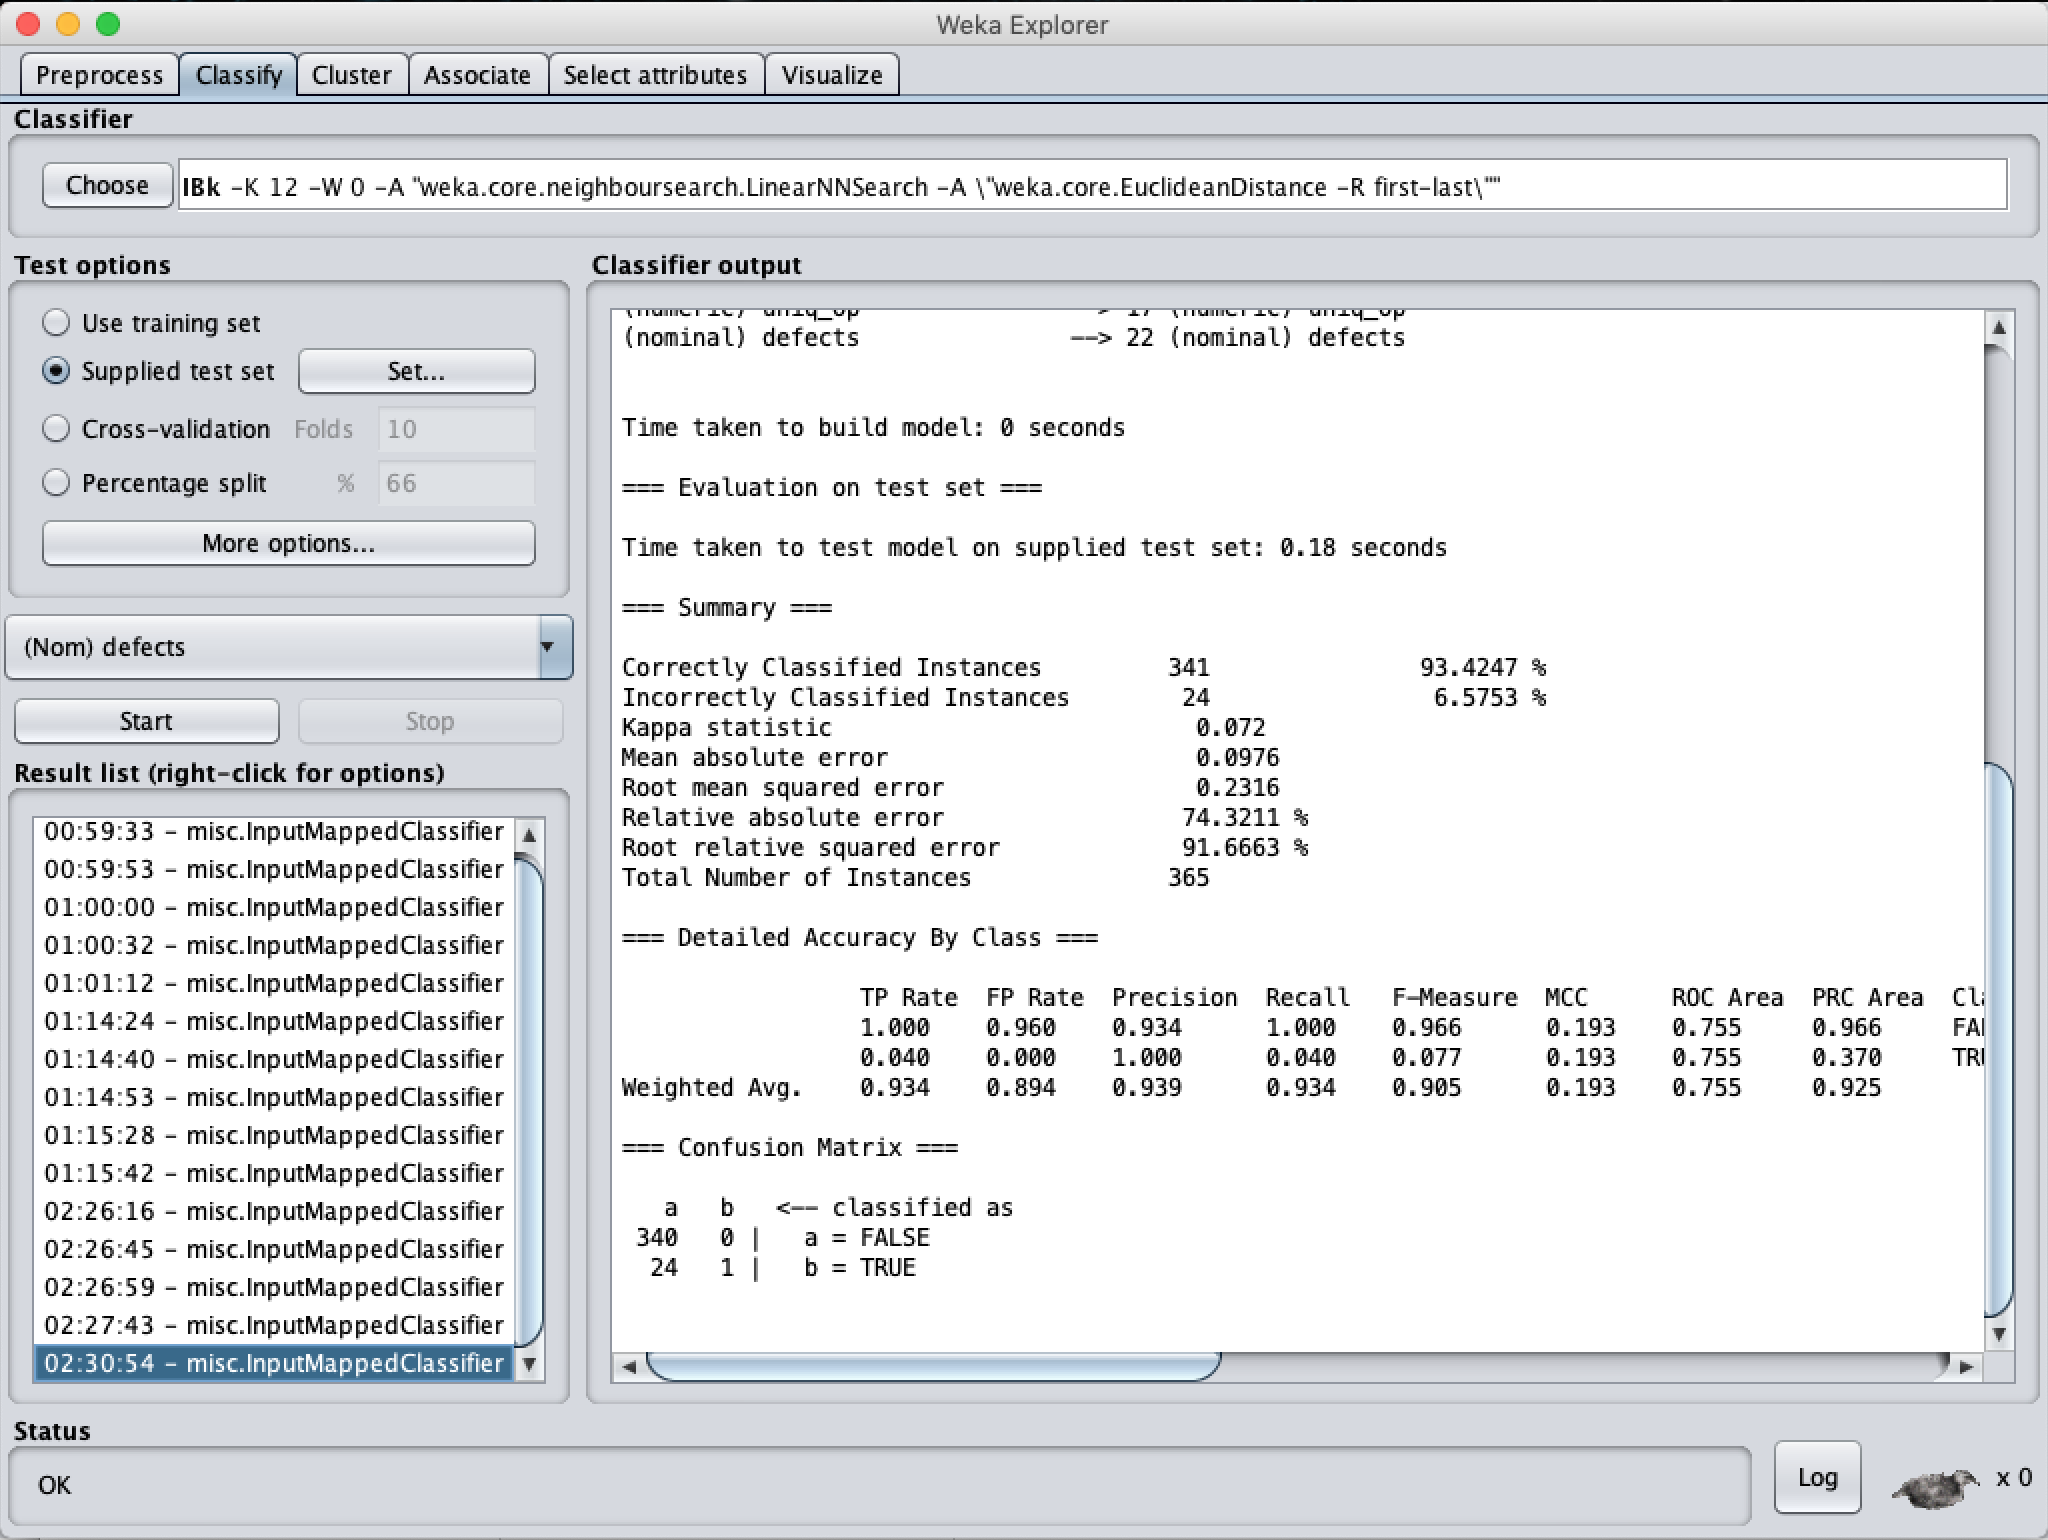 Weka Explorer
Preprocess Classify Cluster Associate Select attributes Visualize
Classifier
Choose IBk -K 12 -W 0 -A "weka.core.neighboursearch.LinearNNSearch -A \"weka.core.EuclideanDistance -R first-last\""
Test options
Use training set
Supplied test set Set...
Cross-validation Folds 10
Percentage split % 66
More options...
(Nom) defects
Start Stop
Result list (right-click for options)
00:59:33 - misc.InputMappedClassifier
00:59:53 - misc.InputMappedClassifier
01:00:00 - misc.InputMappedClassifier
01:00:32 - misc.InputMappedClassifier
01:01:12 - misc.InputMappedClassifier
01:14:24 - misc.InputMappedClassifier
01:14:40 - misc.InputMappedClassifier
01:14:53 - misc.InputMappedClassifier
01:15:28 - misc.InputMappedClassifier
01:15:42 - misc.InputMappedClassifier
02:26:16 - misc.InputMappedClassifier
02:26:45 - misc.InputMappedClassifier
02:26:59 - misc.InputMappedClassifier
02:27:43 - misc.InputMappedClassifier
02:30:54 - misc.InputMappedClassifier
Classifier output
(numeric) uniq_op --> 17 (numeric) uniq_op
(nominal) defects --> 22 (nominal) defects
Time taken to build model: 0 seconds
=== Evaluation on test set ===
Time taken to test model on supplied test set: 0.18 seconds
=== Summary ===
Correctly Classified Instances 341 93.4247 %
Incorrectly Classified Instances 24 6.5753 %
Kappa statistic 0.072
Mean absolute error 0.0976
Root mean squared error 0.2316
Relative absolute error 74.3211 %
Root relative squared error 91.6663 %
Total Number of Instances 365
=== Detailed Accuracy By Class ===
TP Rate FP Rate Precision Recall F-Measure MCC ROC Area PRC Area Cl
1.000 0.960 0.934 1.000 0.966 0.193 0.755 0.966 FA
0.040 0.000 1.000 0.040 0.077 0.193 0.755 0.370 TR
Weighted Avg. 0.934 0.894 0.939 0.934 0.905 0.193 0.755 0.925
=== Confusion Matrix ===
a b <-- classified as
340 0 | a = FALSE
24 1 | b = TRUE
Status
OK
Log x 0